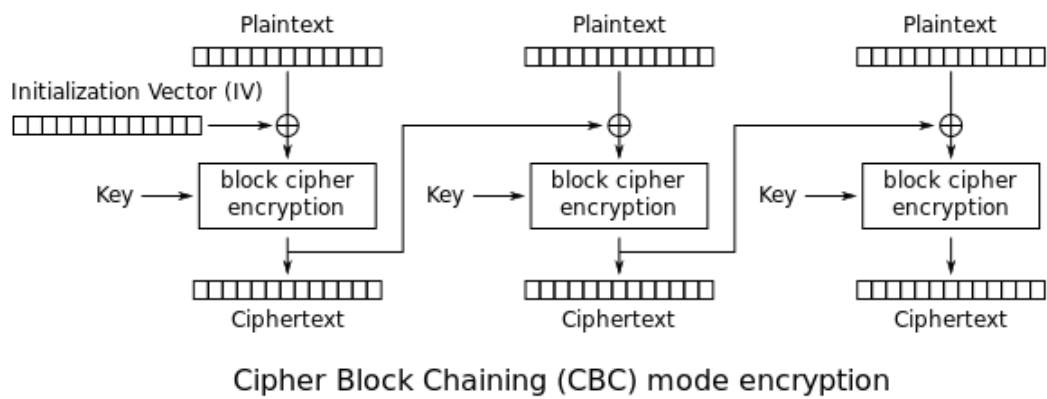 Plaintext
Plaintext
Plaintext
Initialization Vector (IV)
Key
block cipher
encryption
Key
block cipher
encryption
Key
block cipher
encryption
Ciphertext
Ciphertext
Ciphertext
Cipher Block Chaining (CBC) mode encryption